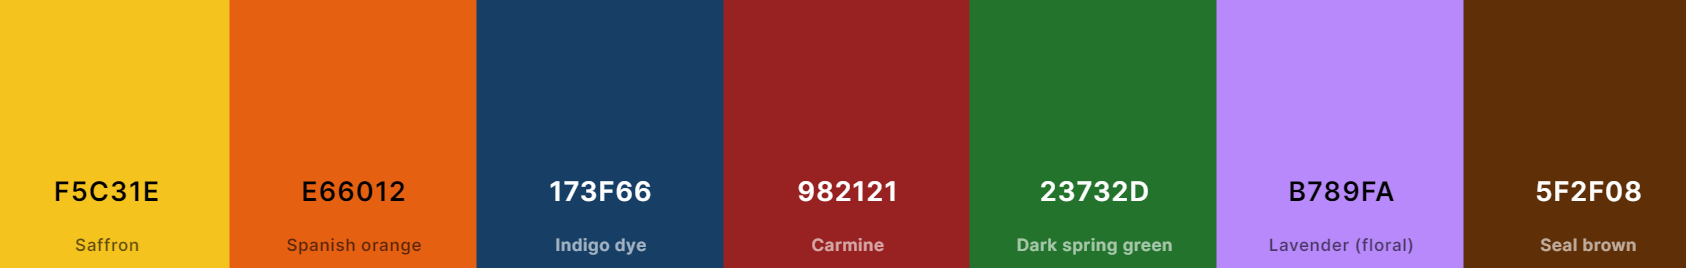 F5C31E
E66012
173F66
982121
23732D
B789FA
5F2F08
Saffron
Spanish orange
Indigo dye
Carmine
Dark spring green
Lavender (floral)
Seal brown